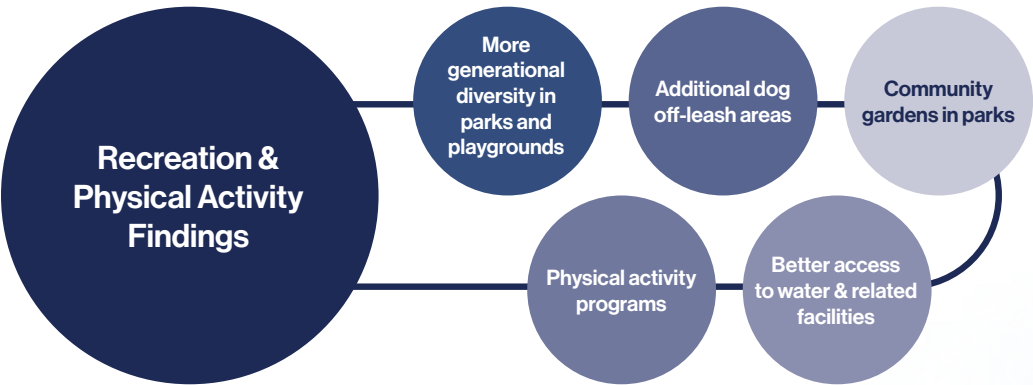 Recreation &
Physical Activity
Findings
More
generational
diversity in
parks and
playgrounds
Additional dog
off-leash areas
Community
gardens in parks
Physical activity
programs
Better access
to water & related
facilities